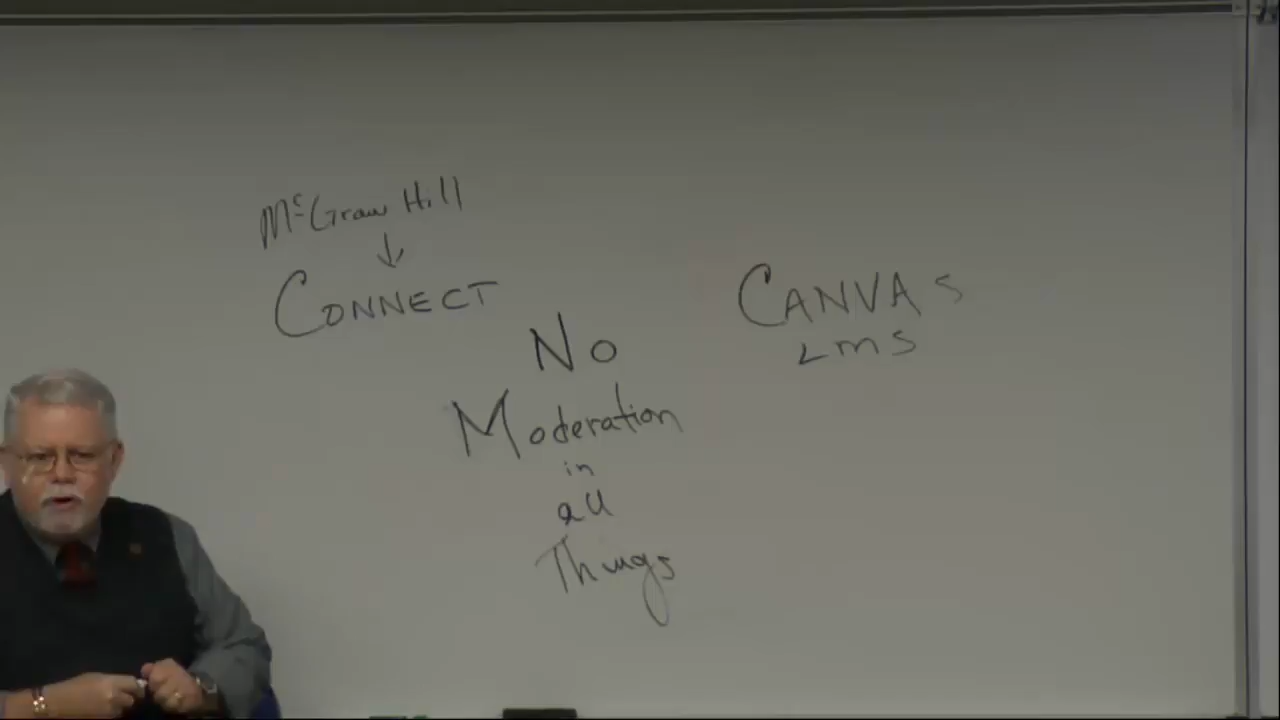 McGraw Hill
CONNECT
CANVAS
LMS
No
Moderation
in
all
Things